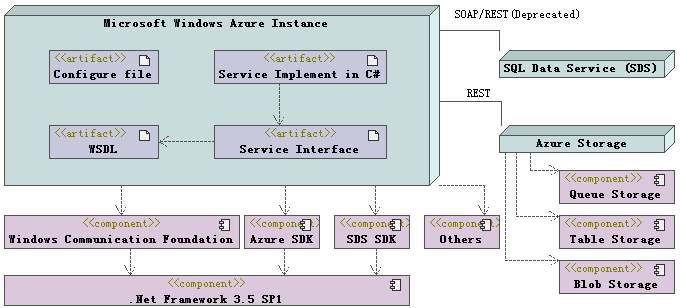 Microsoft Windows Azure Instance
SOAP/REST(Deprecated)
<<artifact>>
Configure file
<<artifact>>
Service Implement in C#
SQL Data Service (SDS)
REST
<<artifact>>
WSDL
<<artifact>>
Service Interface
Azure Storage
<<component>>
Queue Storage
<<component>>
Table Storage
<<component>>
Blob Storage
<<component>>
Windows Communication Foundation
<<component>>
Azure SDK
<<component>>
SDS SDK
<<component>>
Others
<<component>>
.Net Framework 3.5 SP1